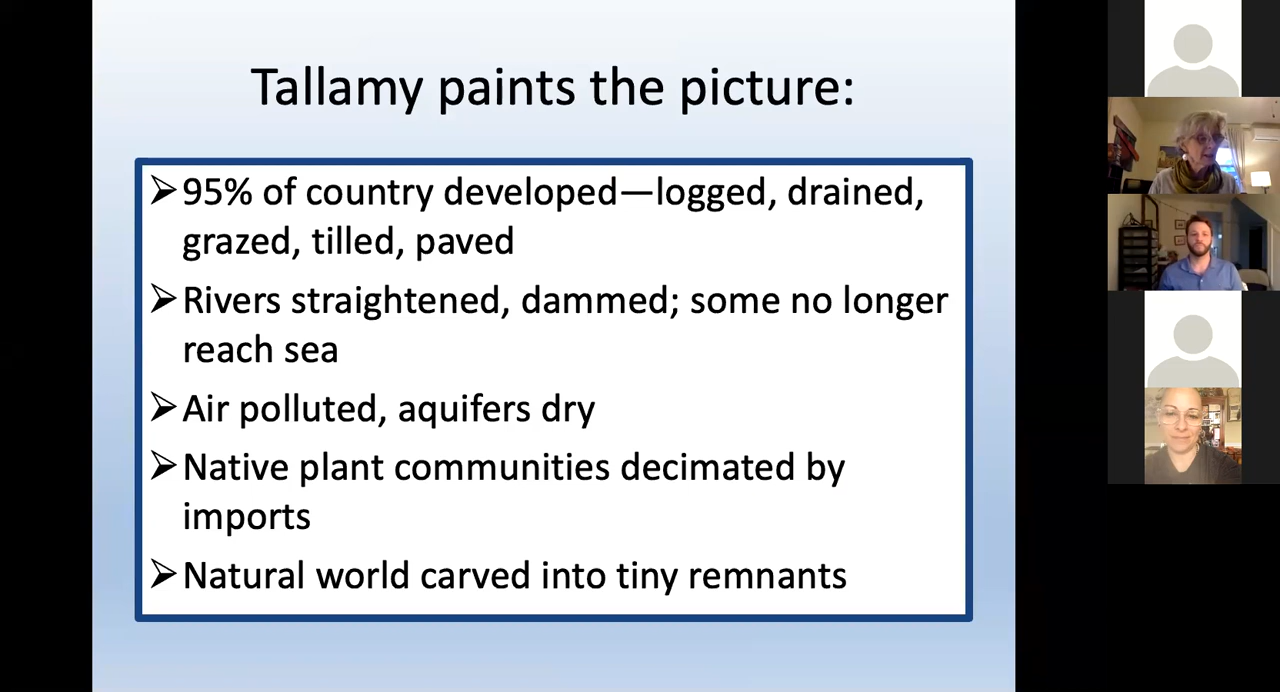 Tallamy paints the picture:
➢95% of country developed—logged, drained,
grazed, tilled, paved
➢Rivers straightened, dammed; some no longer
reach sea
➢Air polluted, aquifers dry
➢Native plant communities decimated by
imports
➢Natural world carved into tiny remnants